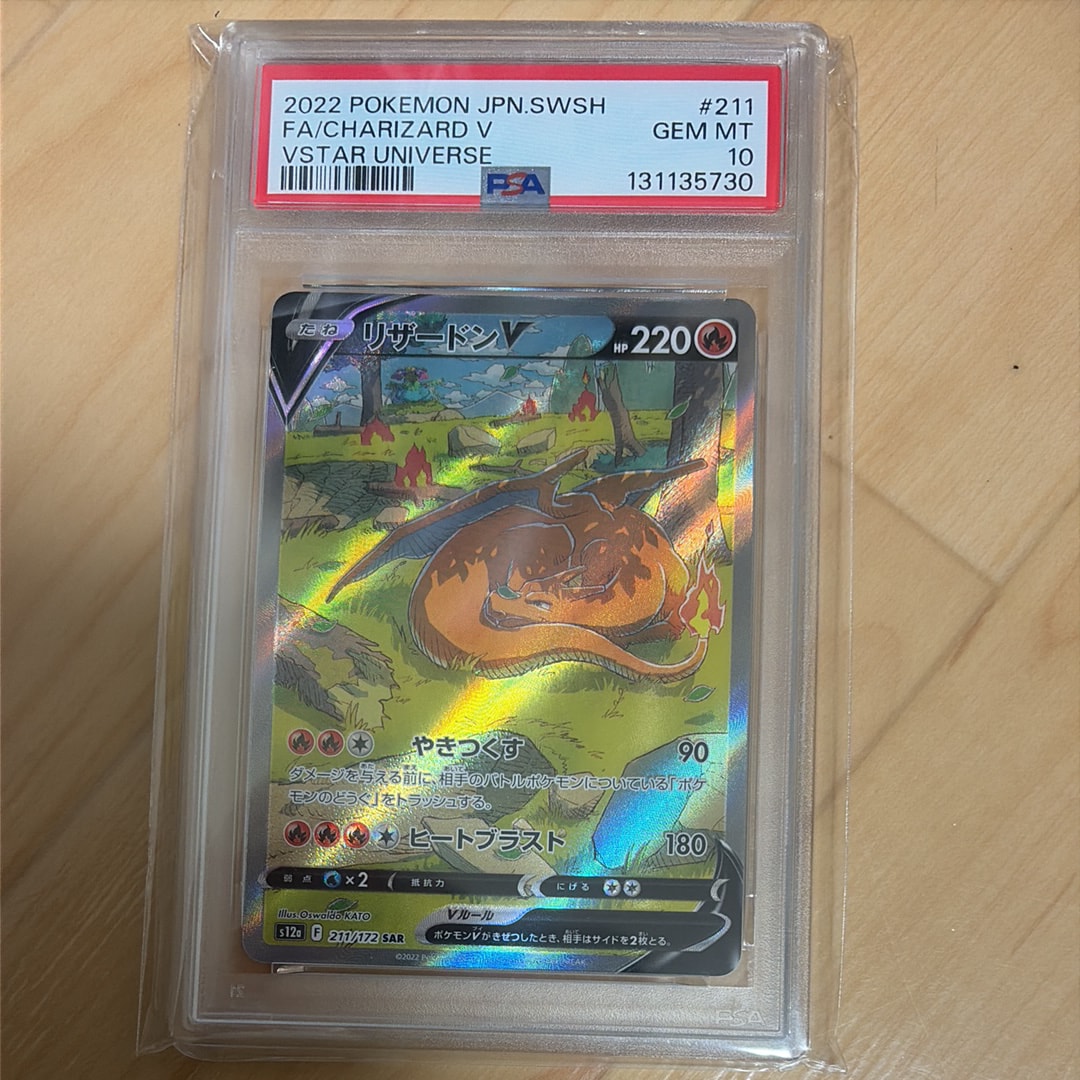 2022 POKEMON JPN.SWSH #211
FA/CHARIZARD V GEM MT
VSTAR UNIVERSE 10
PSA 131135730
たね リザードンV HP 220
やきつくす 90
ダメージを与える前に、相手のバトルポケモンについている「ポケ
モンのどうぐ」をトラッシュする。
ヒートブラスト 180
弱点 ×2 抵抗力 にげる
Illus. Oswaldo KATO Vルール
s12a F 211/172 SAR ポケモンVがきぜつしたとき、相手はサイドを2枚とる。
©2022
PSA